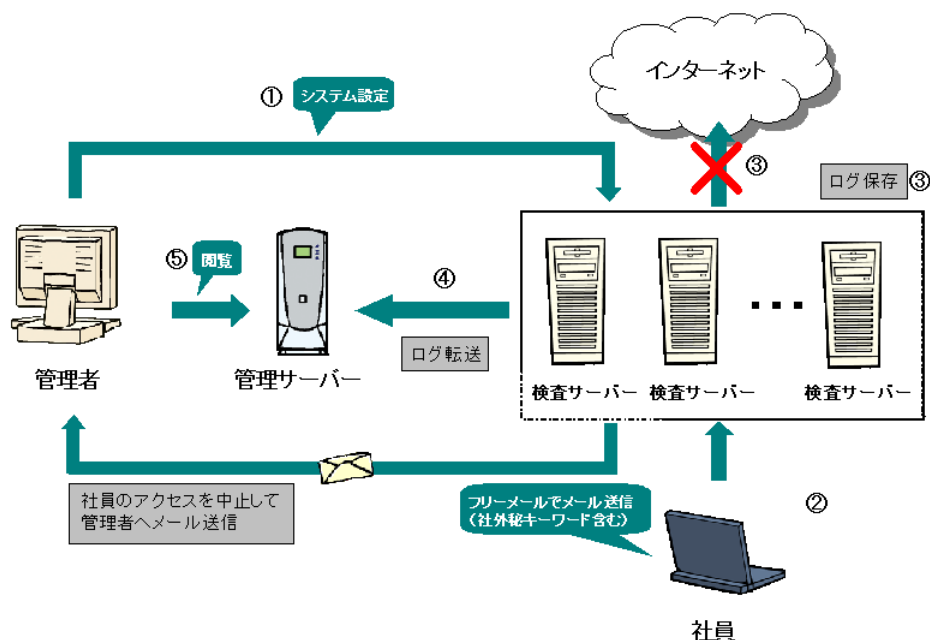 インターネット
① システム設定
③
ログ保存 ③
⑤ 閲覧
④
ログ転送
管理者
管理サーバー
検査サーバー
検査サーバー
検査サーバー
社員のアクセスを中止して
管理者へメール送信
フリーメールでメール送信
（社外秘キーワード含む）
②
社員